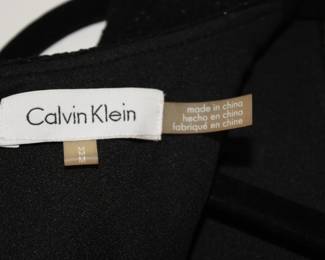 Calvin Klein
made in china
hecho en china
fabriqué en chine
M
M